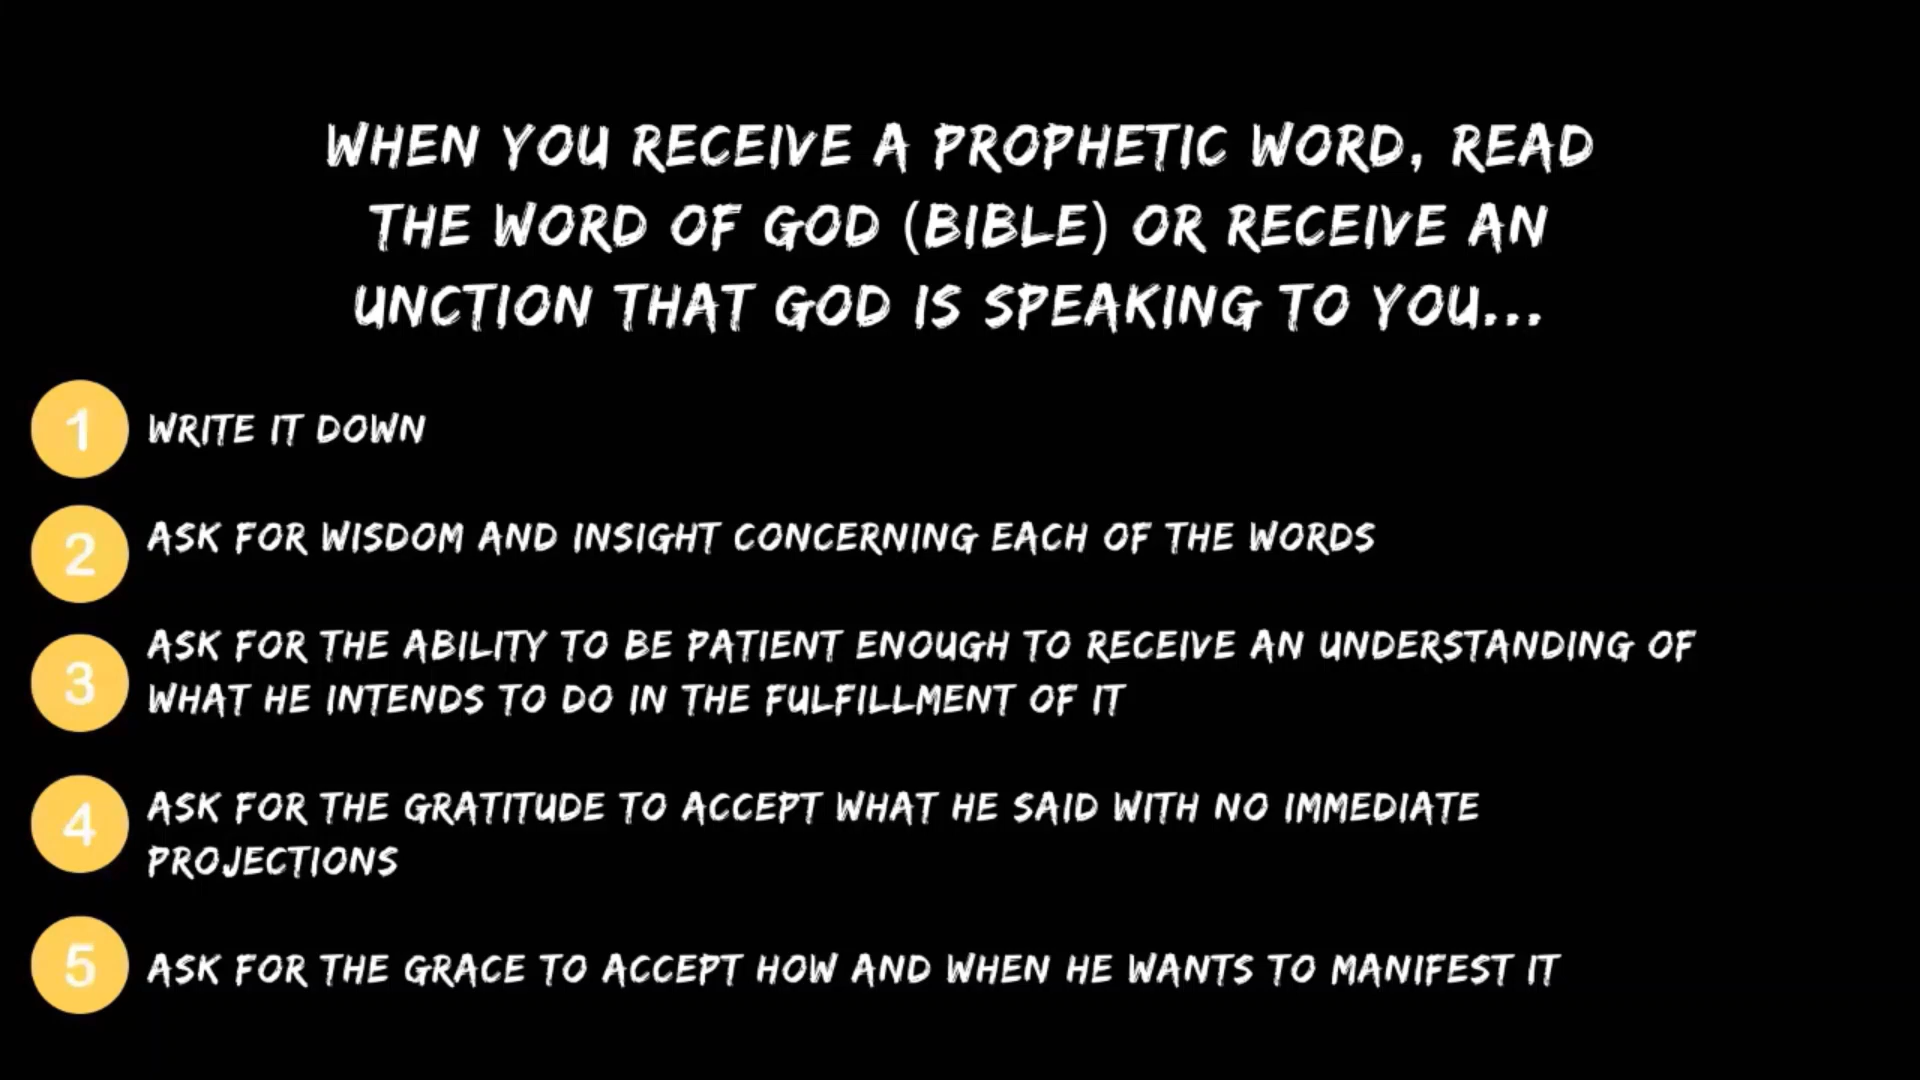 WHEN YOU RECEIVE A PROPHETIC WORD, READ
THE WORD OF GOD (BIBLE) OR RECEIVE AN
UNCTION THAT GOD IS SPEAKING TO YOU...
1 WRITE IT DOWN
2 ASK FOR WISDOM AND INSIGHT CONCERNING EACH OF THE WORDS
3 ASK FOR THE ABILITY TO BE PATIENT ENOUGH TO RECEIVE AN UNDERSTANDING OF
WHAT HE INTENDS TO DO IN THE FULFILLMENT OF IT
4 ASK FOR THE GRATITUDE TO ACCEPT WHAT HE SAID WITH NO IMMEDIATE
PROJECTIONS
5 ASK FOR THE GRACE TO ACCEPT HOW AND WHEN HE WANTS TO MANIFEST IT